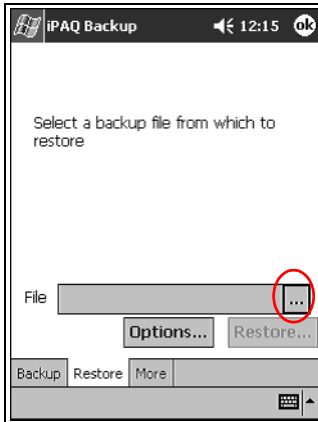 iPAQ Backup 12:15 ok
Select a backup file from which to
restore
File ...
Options... Restore...
Backup Restore More